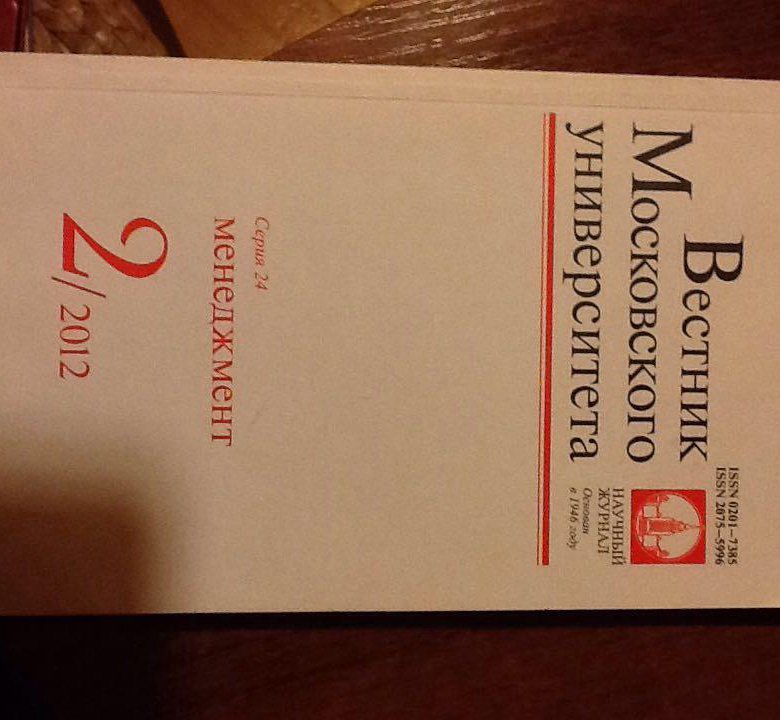 ISSN 0201–7385
ISSN 2075–5996
Вестник
Московского
университета
НАУЧНЫЙ
ЖУРНАЛ
Основан
в 1946 году
Серия 24
менеджмент
2/2012